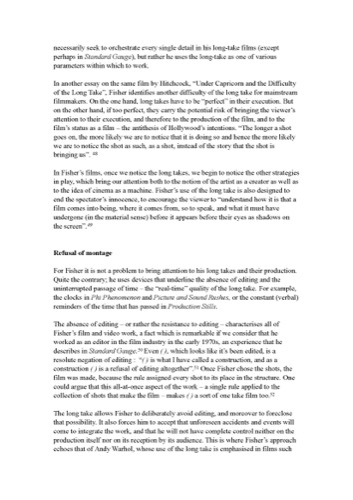 necessarily seek to orchestrate every single detail in his long-take films (except
perhaps in Standard Gauge), but rather he uses the long-take as one of various
parameters within which to work.
In another essay on the same film by Hitchcock, “Under Capricorn and the Difficulty
of the Long Take”, Fisher identifies another difficulty of the long take for mainstream
filmmakers. On the one hand, long takes have to be “perfect” in their execution. But
on the other hand, if too perfect, they carry the potential risk of bringing the viewer’s
attention to their execution, and therefore to the production of the film, and to the
film’s status as a film – the antithesis of Hollywood’s intentions. “The longer a shot
goes on, the more likely we are to notice that it is doing so and hence the more likely
we are to notice the shot as such, as a shot, instead of the story that the shot is
bringing us”. 48
In Fisher’s films, once we notice the long takes, we begin to notice the other strategies
in play, which bring our attention both to the notion of the artist as a creator as well as
to the idea of cinema as a machine. Fisher’s use of the long take is also designed to
end the spectator’s innocence, to encouraging the viewer to “understand how it is that a
film comes into being, where it comes from, so to speak, and what it must have
undergone (in the material sense) before it appears before their eyes as shadows on
the screen”.49
Refusal of montage
For Fisher it is not a problem to bring attention to his long takes and their production.
Quite the contrary; he uses devices that underline the absence of editing and the
uninterrupted passage of time – the “real-time” quality of the long take. For example,
the clocks in Phi Phenomenon and Picture and Sound Rushes, or the constant (verbal)
reminders of the time that has passed in Production Stills.
The absence of editing – or rather the resistance to editing – characterises all of
Fisher’s film and video work, a fact which is remarkable if we consider that he
worked as an editor in the film industry in the early 1970s, an experience that he
describes in Standard Gauge.50 Even ( ), which looks like it’s been edited, is a
resolute negation of editing : “( ) is what I have called a construction, and as a
construction ( ) is a refusal of editing altogether”.51 Once Fisher chose the shots, the
film was made, because the rule assigned every shot to its place in the structure. One
could argue that this all-at-once aspect of the work – a single rule applied to the
collection of shots that make the film – makes ( ) a sort of one take film too.52
The long take allows Fisher to deliberately avoid editing, and moreover to foreclose
that possibility. It also forces him to accept that unforeseen accidents and events will
come to integrate the work, and that he will not have complete control neither on the
production itself nor on its reception by its audience. This is where Fisher’s approach
echoes that of Andy Warhol, whose use of the long take is emphasised in films such